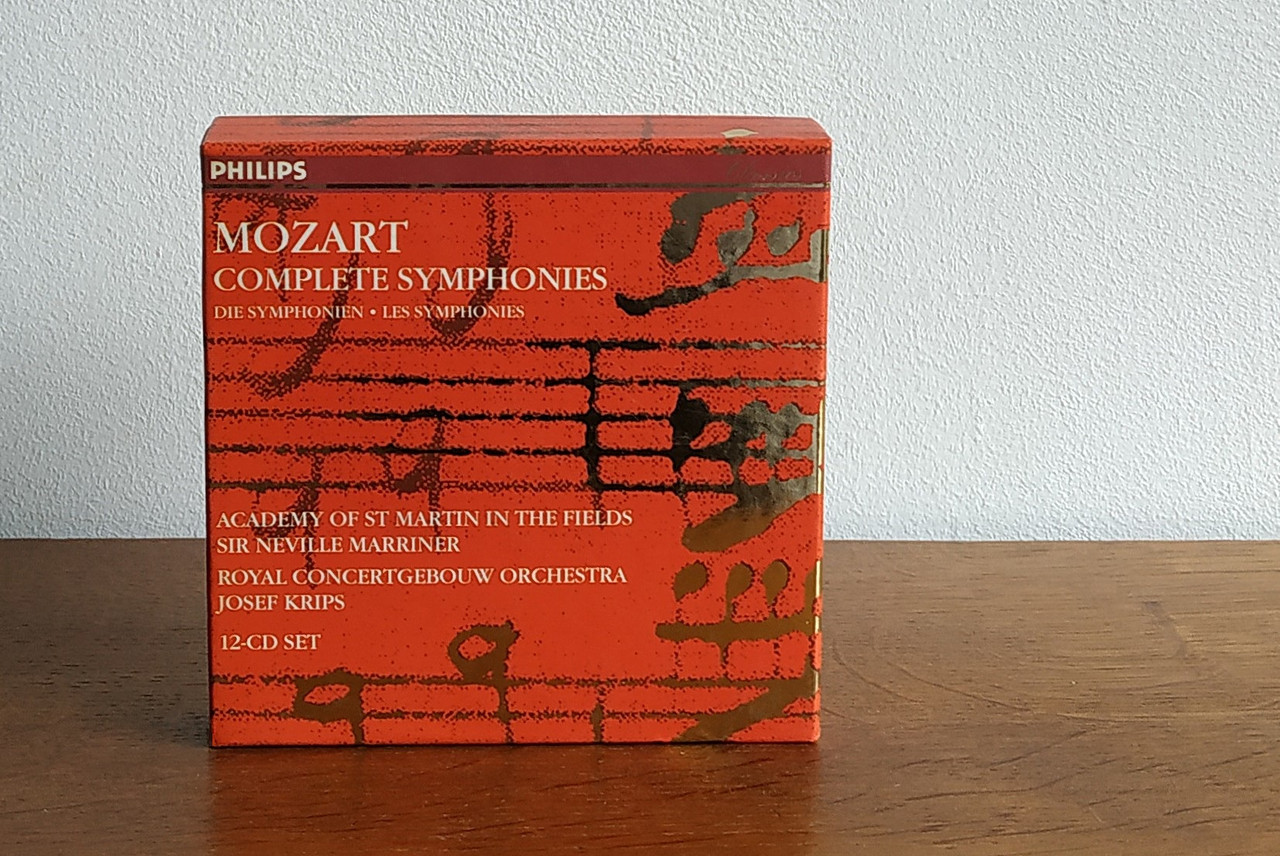 PHILIPS
MOZART
COMPLETE SYMPHONIES
DIE SYMPHONIEN • LES SYMPHONIES
ACADEMY OF ST MARTIN IN THE FIELDS
SIR NEVILLE MARRINER
ROYAL CONCERTGEBOUW ORCHESTRA
JOSEF KRIPS
12-CD SET